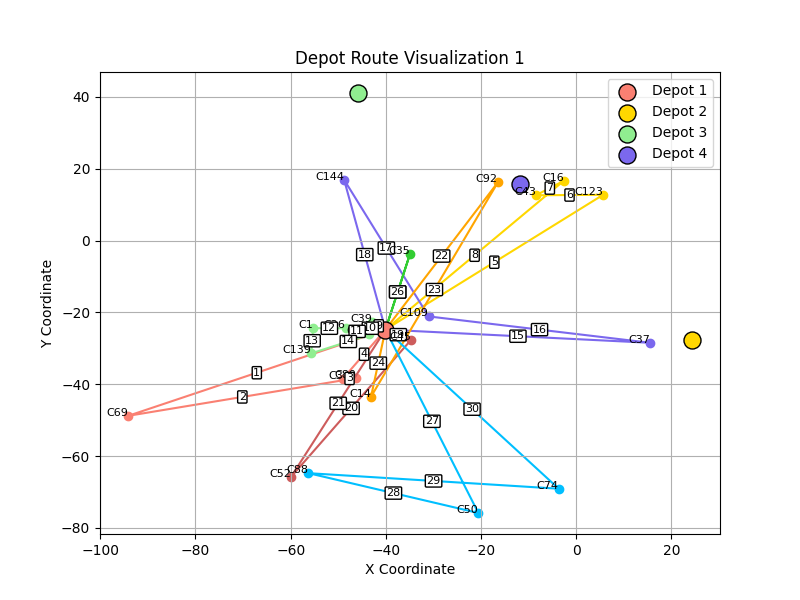 Depot Route Visualization 1
Y Coordinate
X Coordinate
40
20
0
−20
−40
−60
−80
−100
−80
−60
−40
−20
0
20
Depot 1
Depot 2
Depot 3
Depot 4
C144
C92
C16
C43
C123
C35
C109
C37
C39
C1
C139
C69
C14
C52
C88
C50
C74
1
2
3
4
5
6
7
8
11
12
13
14
15
16
17
18
20
21
22
23
24
26
27
28
29
30